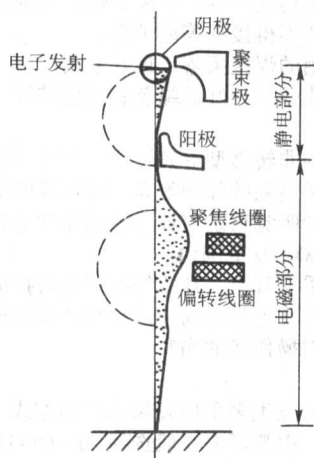 阴极
电子发射
聚束极
静电部分
阳极
聚焦线圈
偏转线圈
电磁部分